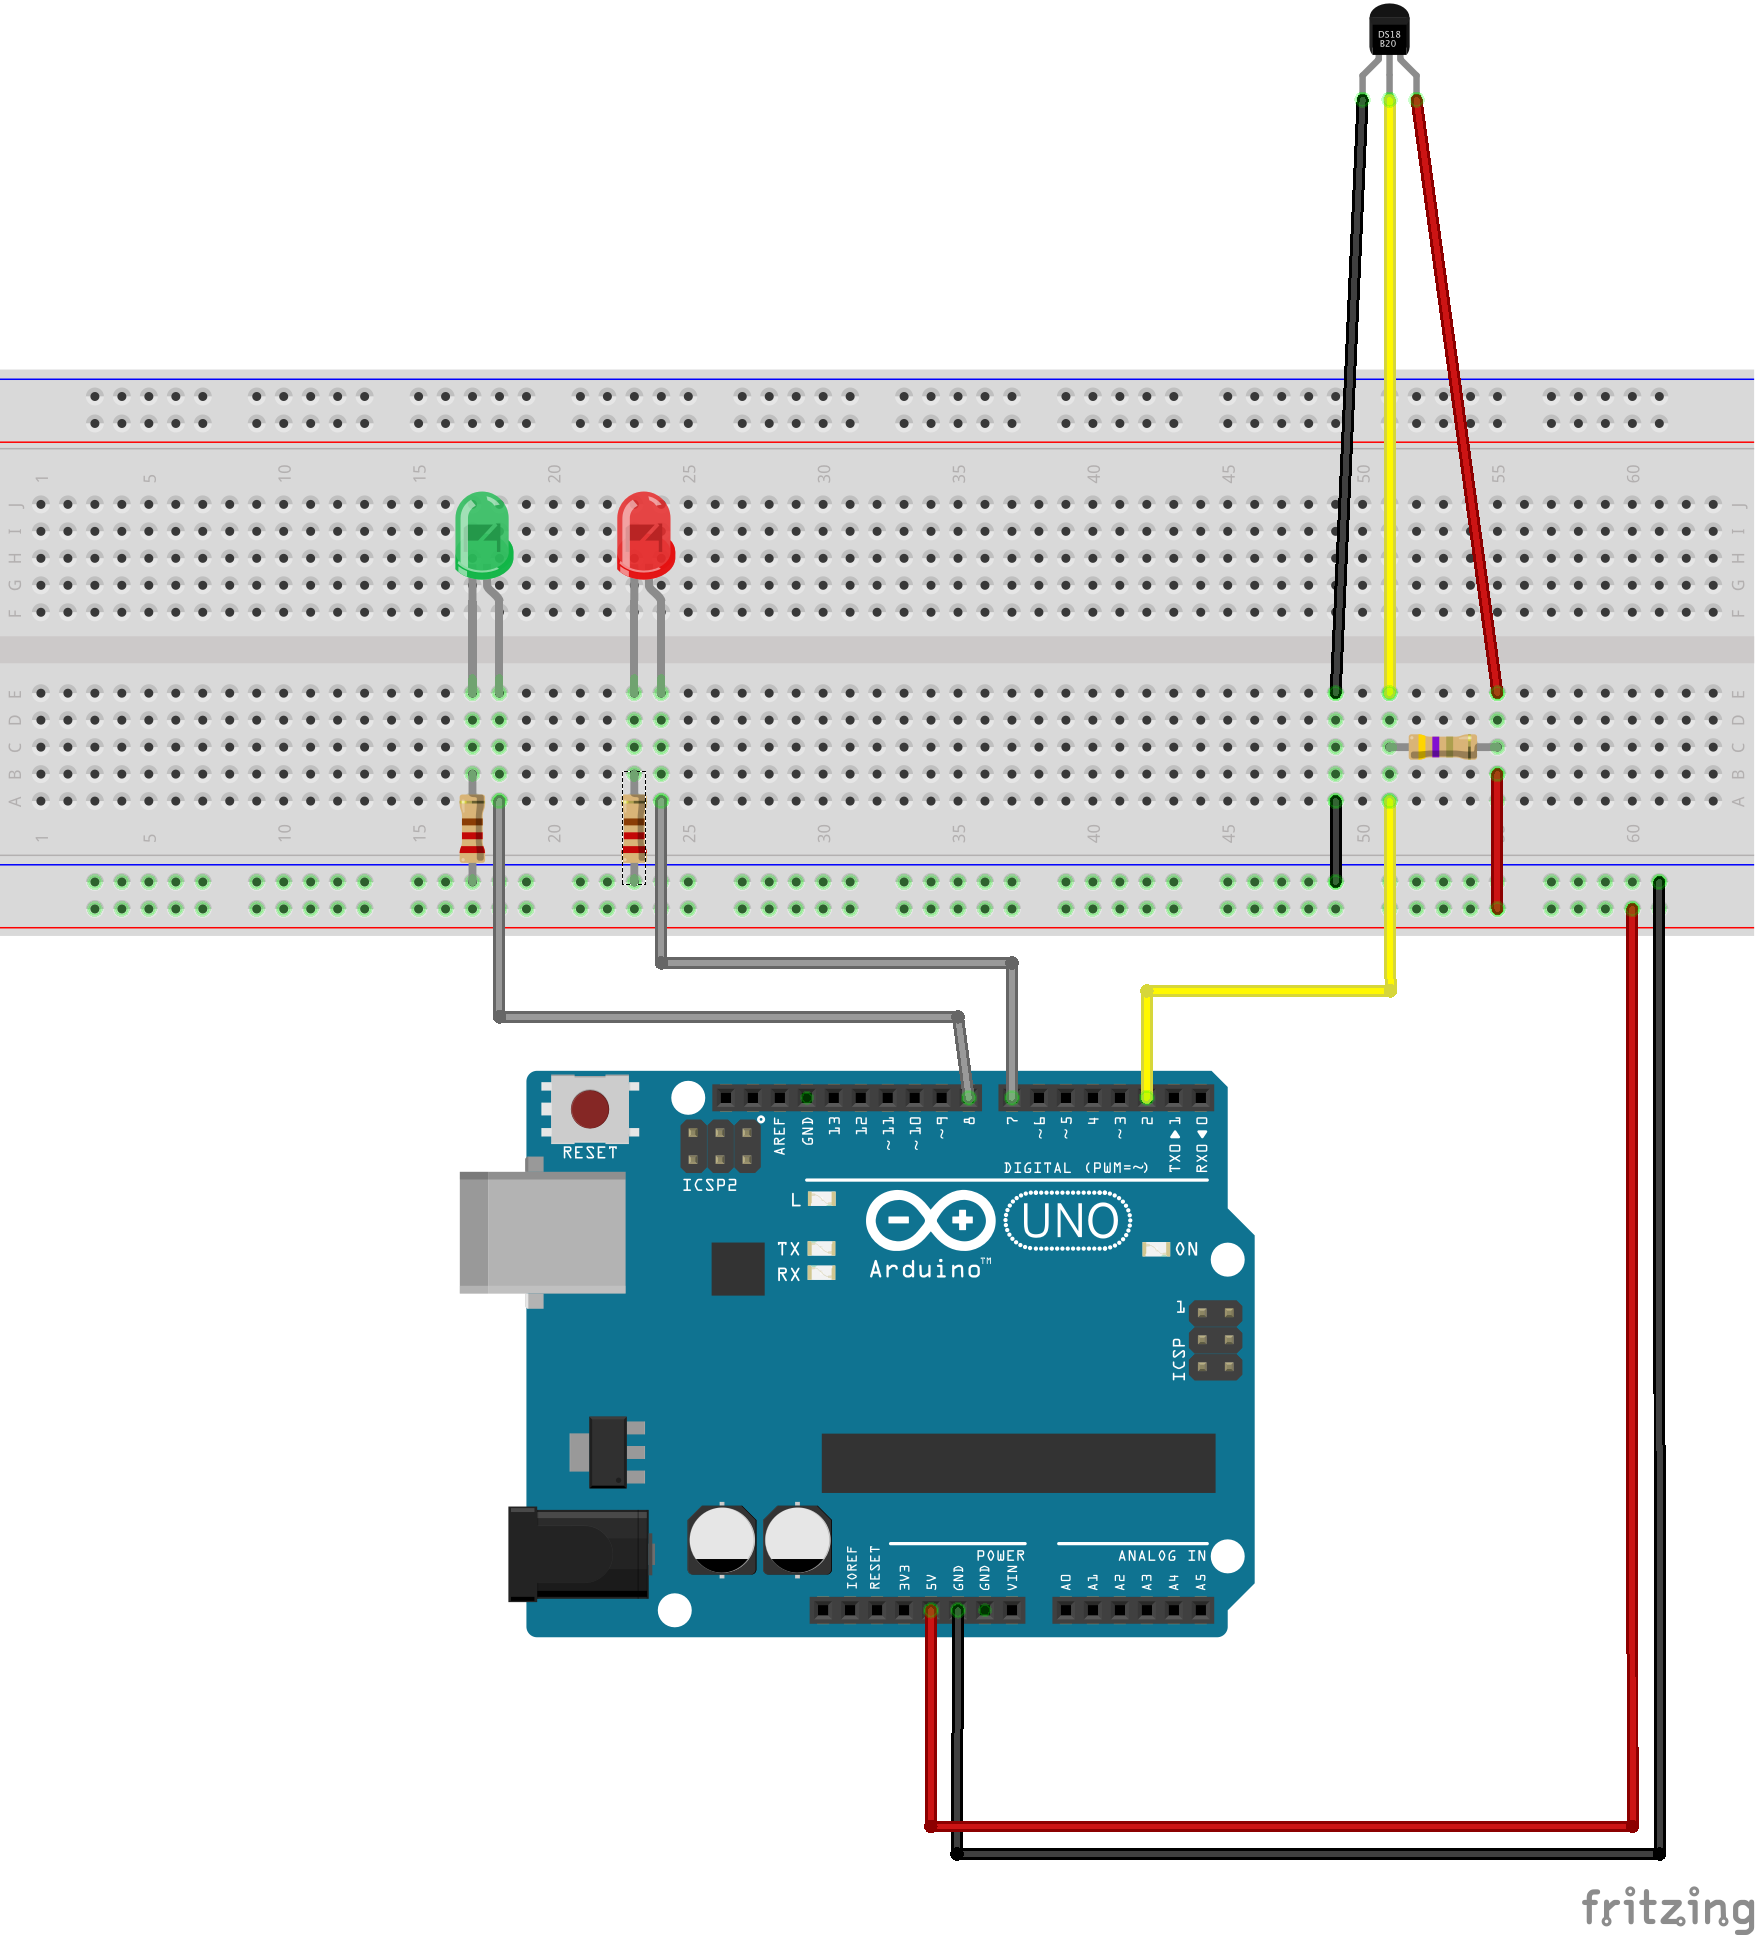 DS18
B20
1 5 10 15 20 25 30 35 40 45 50 55 60
J J
I I
H H
G G
F F
E E
D D
C C
B B
A A
1 5 10 15 20 25 30 35 40 45 50 60
RESET
ICSP2
AREF GND 13 12 ~11 ~10 ~9 8 7 ~6 ~5 4 ~3 2 TX0▶1 RX0◀0
DIGITAL (PWM=~)
L
TX
RX
UNO
Arduino™
ON
1
ICSP
POWER
ANALOG IN
IOREF RESET 3V3 5V GND GND VIN A0 A1 A2 A3 A4 A5
fritzing